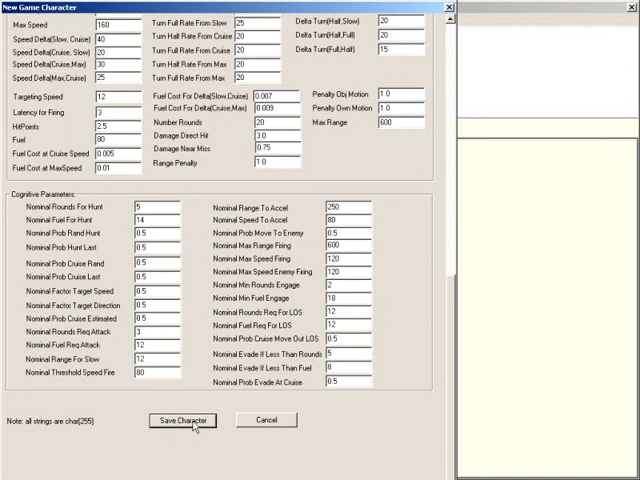 New Game Character
Max Speed 160 Turn Full Rate From Slow 25 Delta Turn(Half,Slow) 20
Speed Delta(Slow, Cruise) 40 Turn Half Rate From Cruise 20 Delta Turn(Half,Full) 20
Speed Delta(Cruise, Slow) 20 Turn Full Rate From Cruise 20 Delta Turn(Full,Half) 15
Speed Delta(Cruise,Max) 30 Turn Half Rate From Max 20
Speed Delta(Max,Cruise) 25 Turn Full Rate From Max 20
Targeting Speed 12 Fuel Cost For Delta(Slow,Cruise) 0.007 Penalty Obj Motion 1.0
Latency for Firing 3 Fuel Cost For Delta(Cruise,Max) 0.009 Penalty Own Motion 1.0
HitPoints 2.5 Number Rounds 20 Max Range 600
Fuel 80 Damage Direct Hit 3.0
Fuel Cost at Cruise Speed 0.005 Damage Near Miss 0.75
Fuel Cost at MaxSpeed 0.01 Range Penalty 1.0
Cognitive Parameters
Nominal Rounds For Hunt 5 Nominal Range To Accel 250
Nominal Fuel For Hunt 14 Nominal Speed To Accel 80
Nominal Prob Rand Hunt 0.5 Nominal Prob Move To Enemy 0.5
Nominal Prob Hunt Last 0.5 Nominal Max Range Firing 600
Nominal Prob Cruise Rand 0.5 Nominal Max Speed Firing 120
Nominal Prob Cruise Last 0.5 Nominal Max Speed Enemy Firing 120
Nominal Factor Target Speed 0.5 Nominal Min Rounds Engage 2
Nominal Factor Target Direction 0.5 Nominal Min Fuel Engage 18
Nominal Prob Cruise Estimated 0.5 Nominal Rounds Req For LOS 12
Nominal Rounds Req Attack 3 Nominal Fuel Req For LOS 12
Nominal Fuel Req Attack 12 Nominal Prob Cruise Move Out LOS 0.5
Nominal Range For Slow 12 Nominal Evade If Less Than Rounds 5
Nominal Threshold Speed Fire 80 Nominal Evade If Less Than Fuel 8
Nominal Prob Evade At Cruise 0.5
Note: all strings are char(255) Save Character Cancel